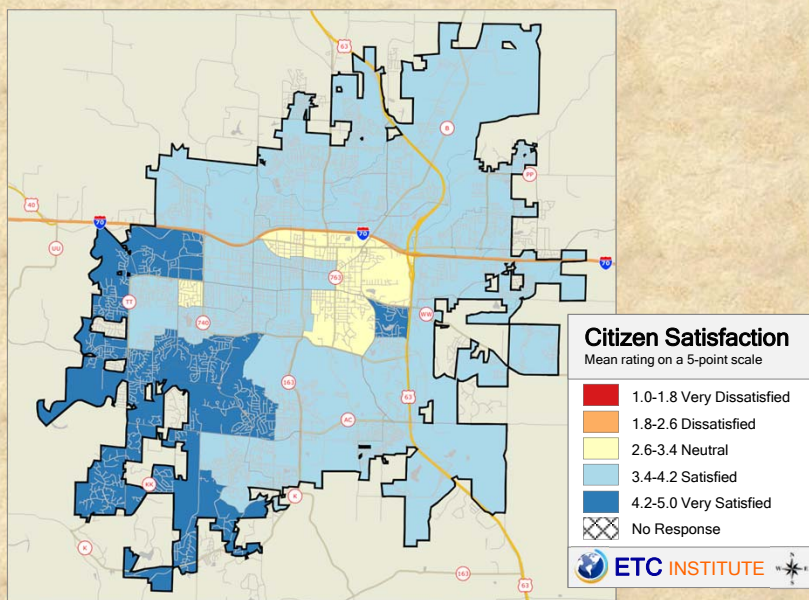 63
B
PP
40
70
70
UU
70
763
TT
740
WW
163
63
AC
KK
K
K
163
63
Citizen Satisfaction
Mean rating on a 5-point scale
1.0-1.8 Very Dissatisfied
1.8-2.6 Dissatisfied
2.6-3.4 Neutral
3.4-4.2 Satisfied
4.2-5.0 Very Satisfied
No Response
ETC INSTITUTE
N
W
E
S